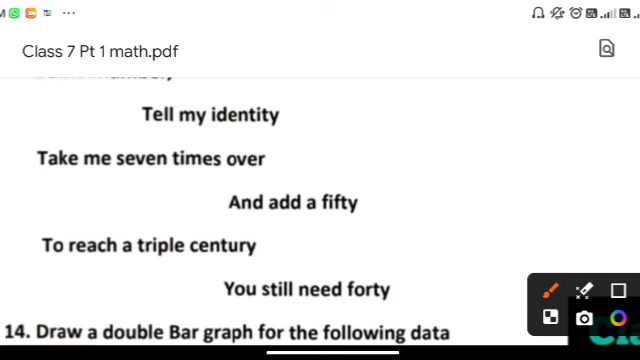 Class 7 Pt 1 math.pdf
Tell my identity
Take me seven times over
And add a fifty
To reach a triple century
You still need forty
14. Draw a double Bar graph for the following data